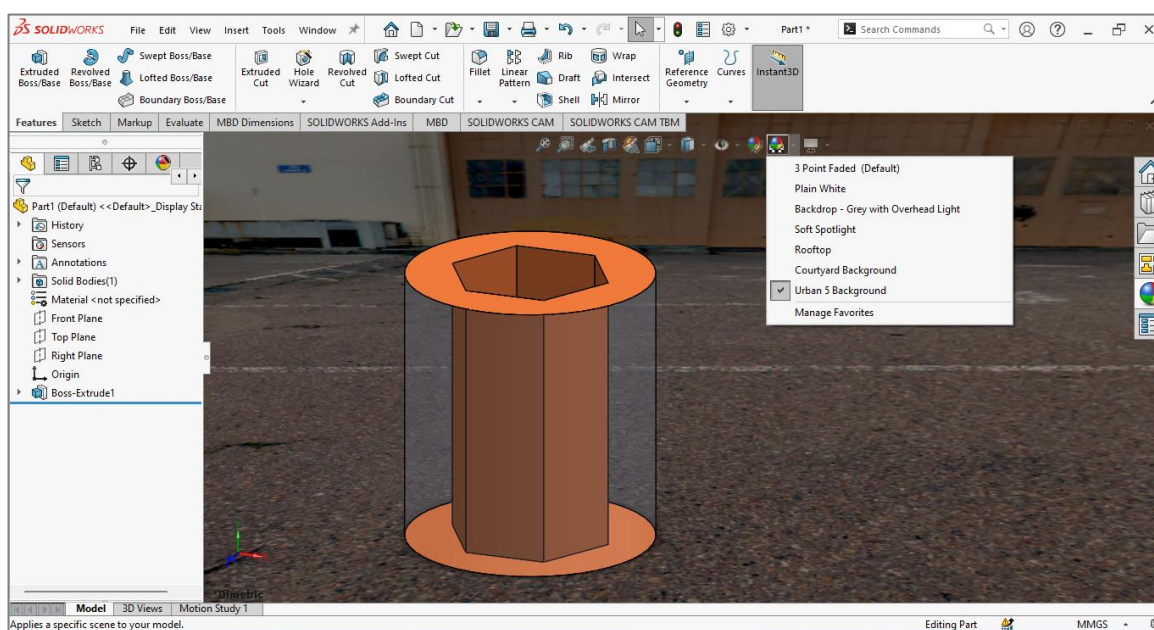 SOLIDWORKS File Edit View Insert Tools Window Part1 * Search Commands
Extruded Boss/Base
Revolved Boss/Base
Swept Boss/Base
Lofted Boss/Base
Boundary Boss/Base
Extruded Cut
Hole Wizard
Revolved Cut
Swept Cut
Lofted Cut
Boundary Cut
Fillet
Linear Pattern
Rib
Draft
Shell
Wrap
Intersect
Mirror
Reference Geometry
Curves
Instant3D
Features Sketch Markup Evaluate MBD Dimensions SOLIDWORKS Add-Ins MBD SOLIDWORKS CAM SOLIDWORKS CAM TBM
Part1 (Default) <<Default>_Display Sta
History
Sensors
Annotations
Solid Bodies(1)
Material <not specified>
Front Plane
Top Plane
Right Plane
Origin
Boss-Extrude1
3 Point Faded (Default)
Plain White
Backdrop - Grey with Overhead Light
Soft Spotlight
Rooftop
Courtyard Background
Urban 5 Background
Manage Favorites
*Dimetric
Model 3D Views Motion Study 1
Applies a specific scene to your model. Editing Part MMGS